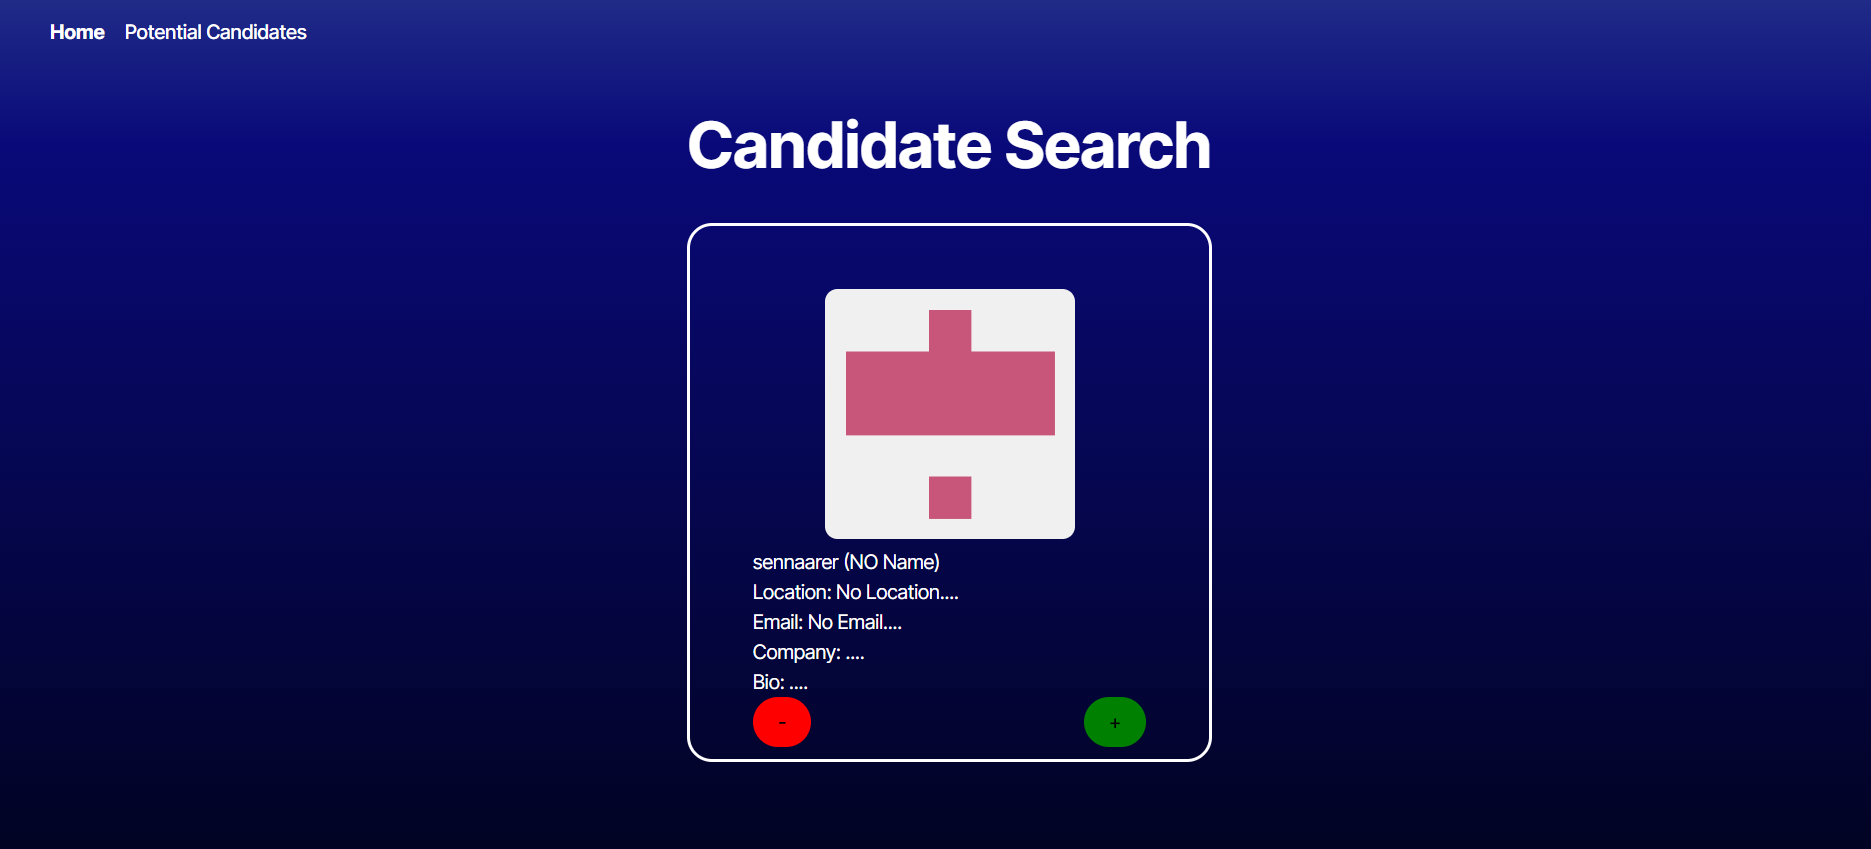 Home Potential Candidates
Candidate Search
sennaarer (NO Name)
Location: No Location....
Email: No Email....
Company: ....
Bio: ....
- +